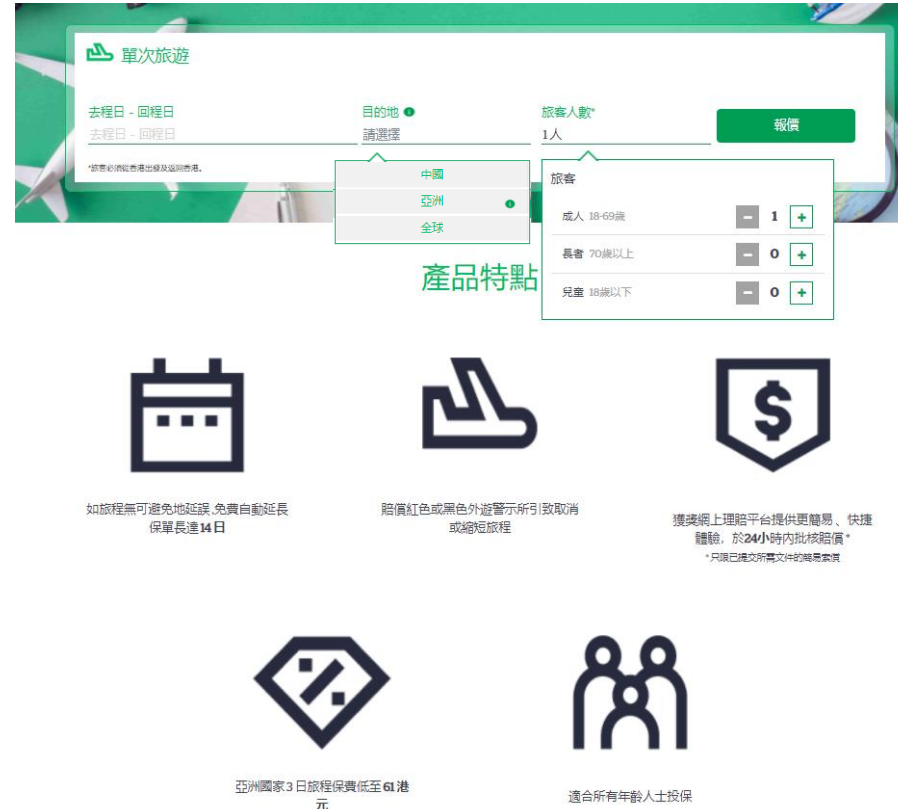 單次旅遊
去程日 - 回程日
目的地
旅客人數*
去程日 - 回程日
請選擇
1人
報價
*旅客必須從香港出發及返回香港。
中國
亞洲
全球
旅客
成人 18-69歲
− 1 +
長者 70歲以上
− 0 +
兒童 18歲以下
− 0 +
產品特點
如旅程無可避免地延誤,免費自動延長
保單長達14日
賠償紅色或黑色外遊警示所引致取消
或縮短旅程
獲獎網上理賠平台提供更簡易、快捷
體驗，於24小時內批核賠償*
*只限已提交所需文件的簡易索償
亞洲國家3日旅程保費低至61港
元
適合所有年齡人士投保